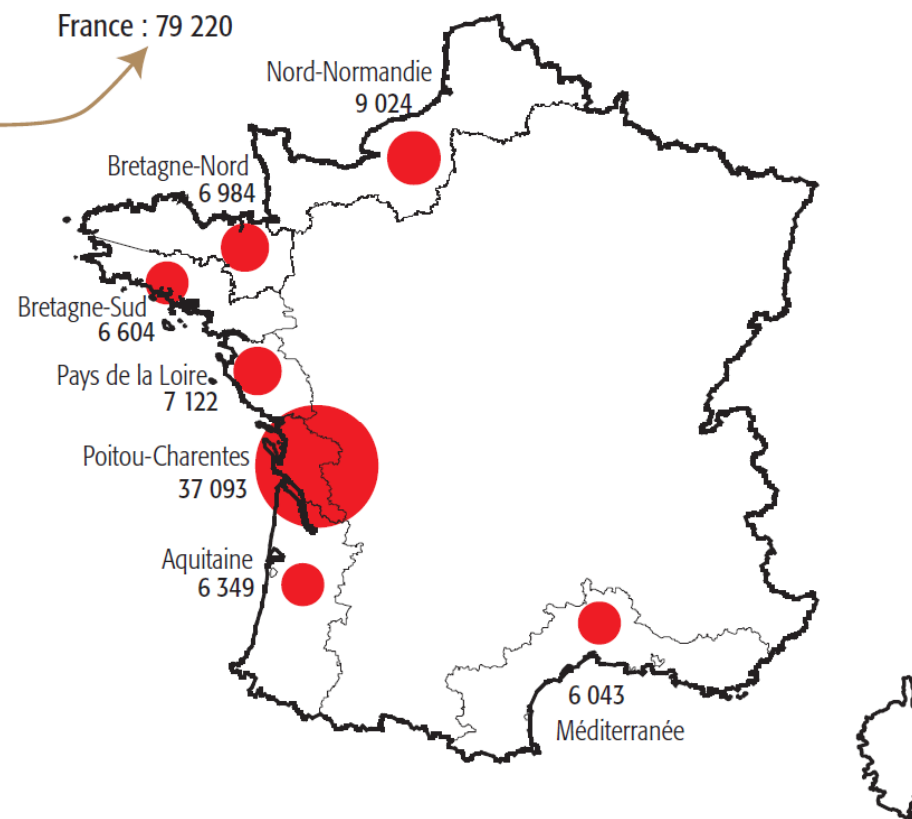 France : 79 220
Nord-Normandie
9 024
Bretagne-Nord
6 984
Bretagne-Sud
6 604
Pays de la Loire
7 122
Poitou-Charentes
37 093
Aquitaine
6 349
6 043
Méditerranée